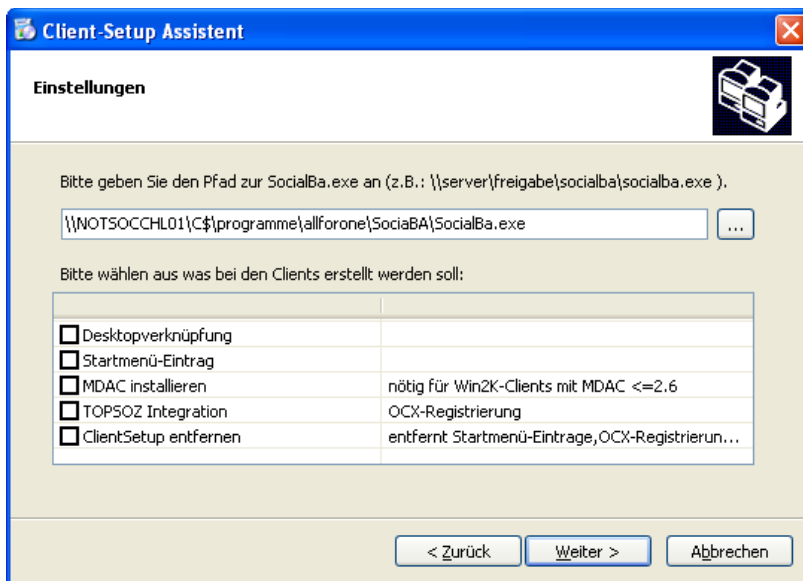 Client-Setup Assistent
Einstellungen
Bitte geben Sie den Pfad zur SocialBa.exe an (z.B.: \\server\freigabe\socialba\socialba.exe ).
\\NOTSOCCHL01\C$\programme\allforone\SociaBA\SocialBa.exe
...
Bitte wählen aus was bei den Clients erstellt werden soll:
Desktopverknüpfung
Startmenü-Eintrag
MDAC installieren nötig für Win2K-Clients mit MDAC <=2.6
TOPSOZ Integration OCX-Registrierung
ClientSetup entfernen entfernt Startmenü-Eintrage,OCX-Registrierun...
< Zurück Weiter > Abbrechen